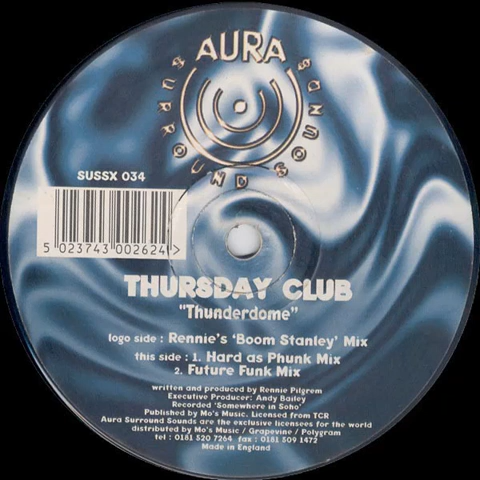 AURA
SURROUND SOUNDS
SUSSX 034
5 023743 002624 >
THURSDAY CLUB
"Thunderdome"
logo side : Rennie's 'Boom Stanley' Mix
this side : 1. Hard as Phunk Mix
2. Future Funk Mix
written and produced by Rennie Pilgrem
Executive Producer: Andy Bailey
Recorded 'Somewhere in Soho'
Published by Mo's Music. Licensed from TCR
Aura Surround Sounds are the exclusive licensees for the world
distributed by Mo's Music / Grapevine / Polygram
tel : 0181 520 7264 fax : 0181 509 1472
Made in England